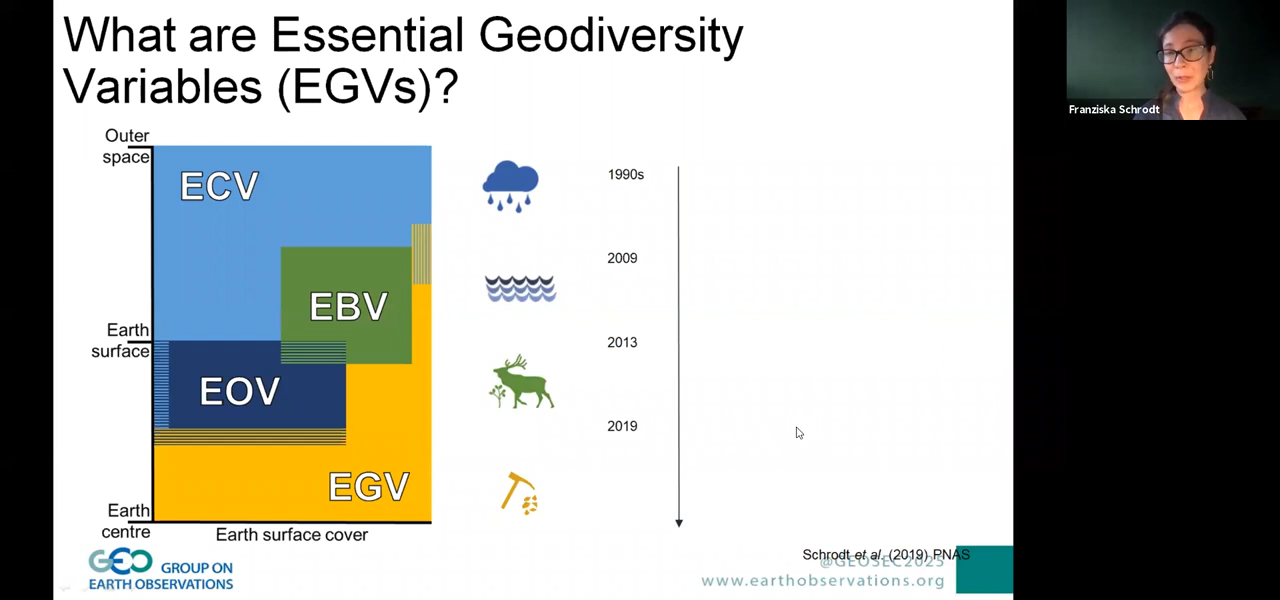 What are Essential Geodiversity
Variables (EGVs)?
Franziska Schrodt
Outer
space
ECV
EBV
Earth
surface
EOV
EGV
Earth
centre
Earth surface cover
1990s
2009
2013
2019
GEO GROUP ON
EARTH OBSERVATIONS
Schrodt et al. (2019) PNAS
@GEOSEC2025
www.earthobservations.org